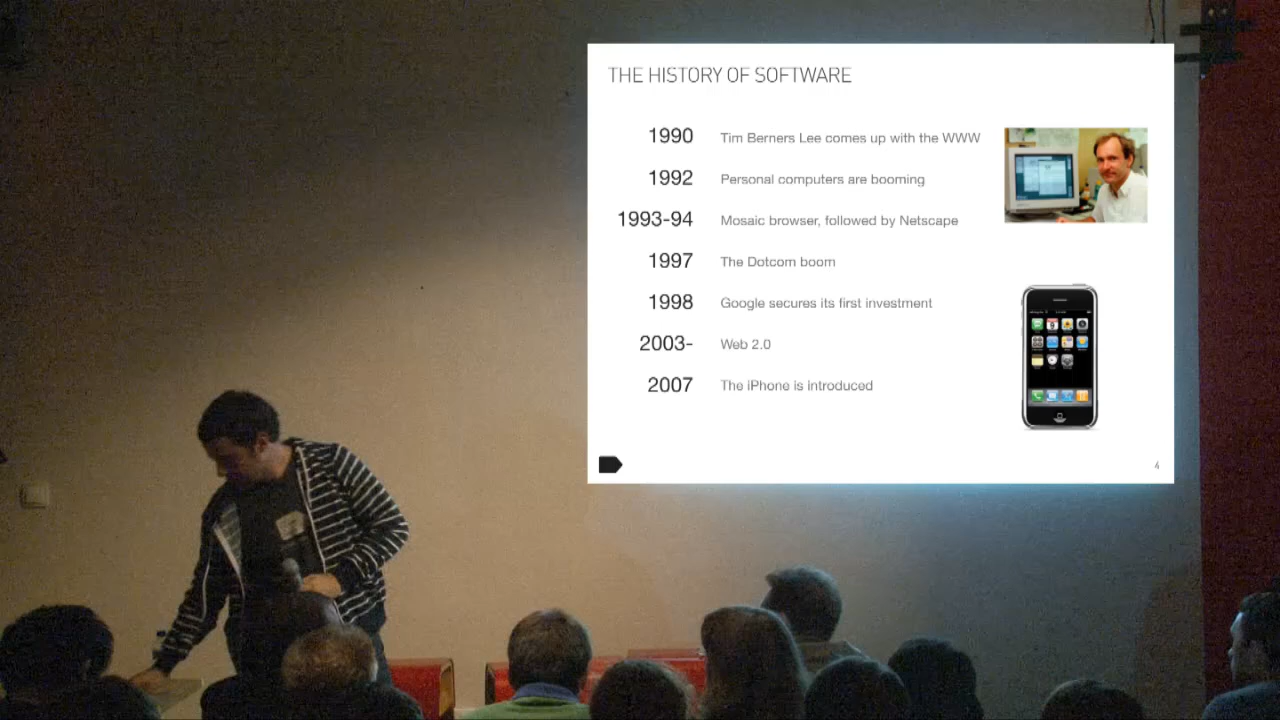 THE HISTORY OF SOFTWARE
1990 Tim Berners Lee comes up with the WWW
1992 Personal computers are booming
1993-94 Mosaic browser, followed by Netscape
1997 The Dotcom boom
1998 Google secures its first investment
2003- Web 2.0
2007 The iPhone is introduced
4